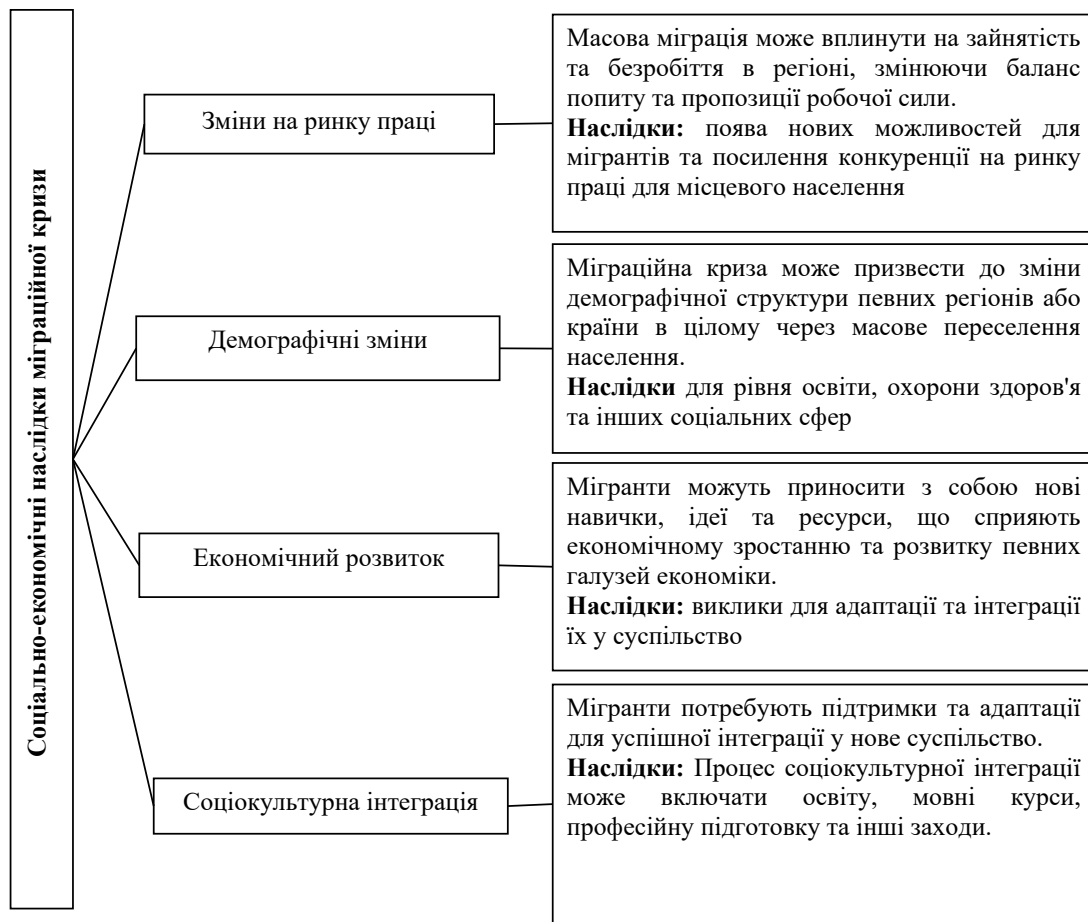 Соціально-економічні наслідки міграційної кризи
Зміни на ринку праці
Масова міграція може вплинути на зайнятість
та безробіття в регіоні, змінюючи баланс
попиту та пропозиції робочої сили.
Наслідки: поява нових можливостей для
мігрантів та посилення конкуренції на ринку
праці для місцевого населення
Демографічні зміни
Міграційна криза може призвести до зміни
демографічної структури певних регіонів або
країни в цілому через масове переселення
населення.
Наслідки для рівня освіти, охорони здоров'я
та інших соціальних сфер
Економічний розвиток
Мігранти можуть приносити з собою нові
навички, ідеї та ресурси, що сприяють
економічному зростанню та розвитку певних
галузей економіки.
Наслідки: виклики для адаптації та інтеграції
їх у суспільство
Соціокультурна інтеграція
Мігранти потребують підтримки та адаптації
для успішної інтеграції у нове суспільство.
Наслідки: Процес соціокультурної інтеграції
може включати освіту, мовні курси,
професійну підготовку та інші заходи.